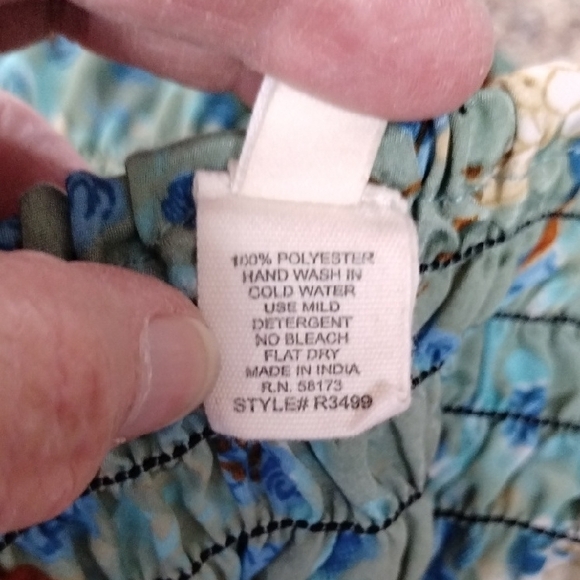 100% POLYESTER
HAND WASH IN
COLD WATER
USE MILD
DETERGENT
NO BLEACH
FLAT DRY
MADE IN INDIA
R.N. 58173
STYLE# R3499